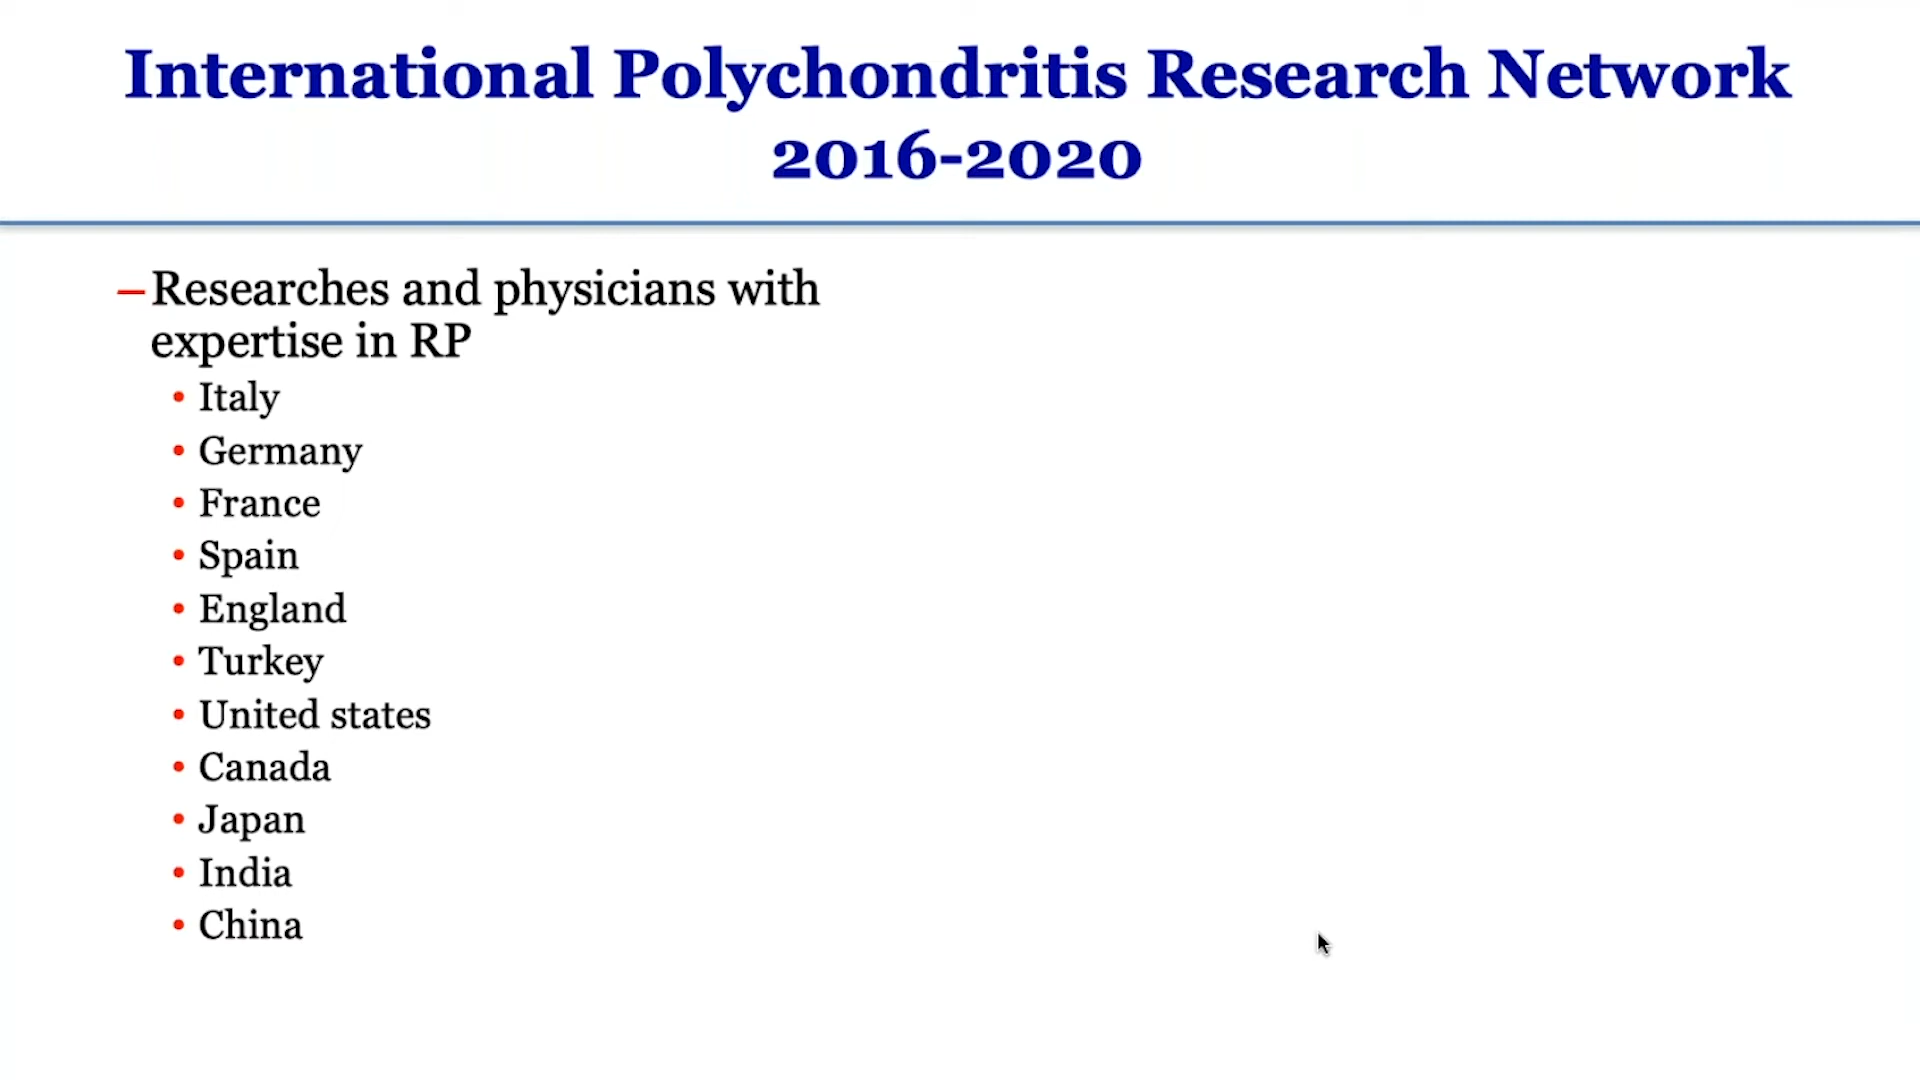 International Polychondritis Research Network
2016-2020
– Researches and physicians with
expertise in RP
• Italy
• Germany
• France
• Spain
• England
• Turkey
• United states
• Canada
• Japan
• India
• China